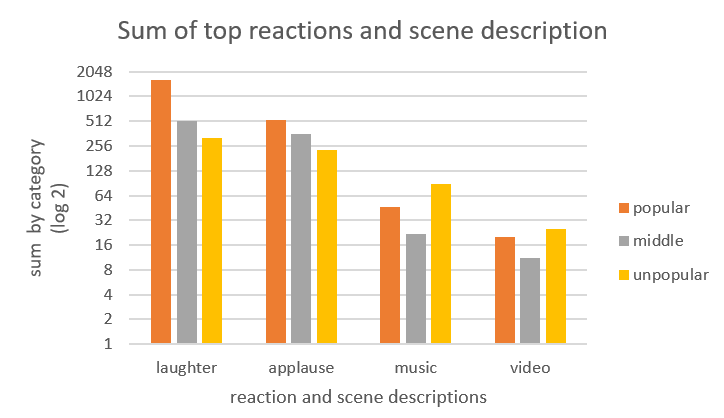 Sum of top reactions and scene description
2048
1024
512
256
128
64
32
16
8
4
2
1
sum by category
(log 2)
laughter applause music video
reaction and scene descriptions
popular
middle
unpopular